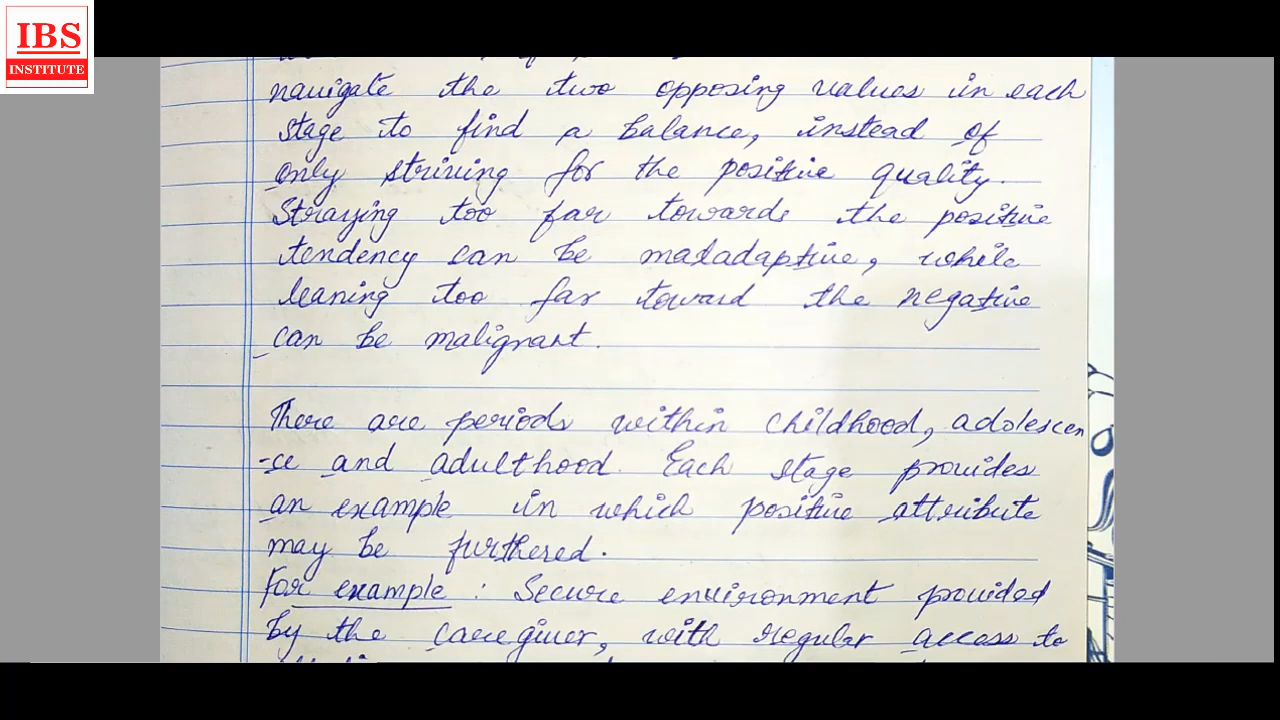 IBS
INSTITUTE
navigate the two opposing values in each
stage to find a balance, instead of
only striving for the positive quality.
Straying too far towards the positive
tendency can be maladaptive, while
leaning too far toward the negative
can be malignant.
There are periods within childhood, adolescen
-ce and adulthood. Each stage provides
an example in which positive attribute
may be furthered.
For example : Secure environment provided
by the caregiver, with regular access to